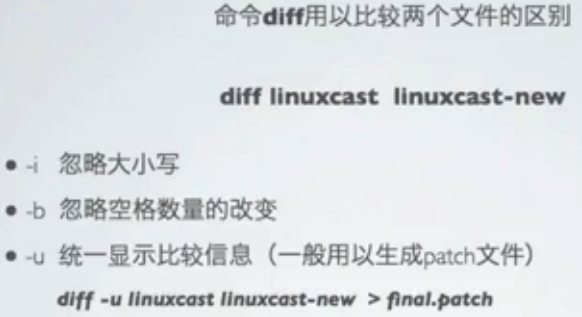 命令diff用以比较两个文件的区别
diff linuxcast linuxcast-new
• -i 忽略大小写
• -b 忽略空格数量的改变
• -u 统一显示比较信息（一般用以生成patch文件）
diff -u linuxcast linuxcast-new > final.patch